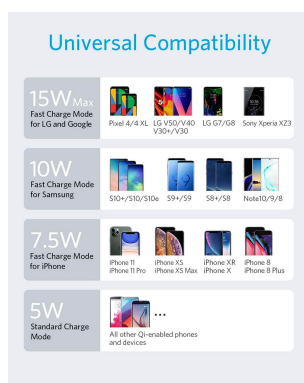 Universal Compatibility
15W Max
Fast Charge Mode
for LG and Google
Pixel 4/4 XL
LG V50/V40
V30+/V30
LG G7/G8
Sony Xperia XZ3
10W
Fast Charge Mode
for Samsung
S10+/S10/S10e
S9+/S9
S8+/S8
Note10/9/8
7.5W
Fast Charge Mode
for iPhone
iPhone 11
iPhone 11 Pro
iPhone XS
iPhone XS Max
iPhone XR
iPhone X
iPhone 8
iPhone 8 Plus
5W
Standard Charge
Mode
...
All other Qi-enabled phones
and devices